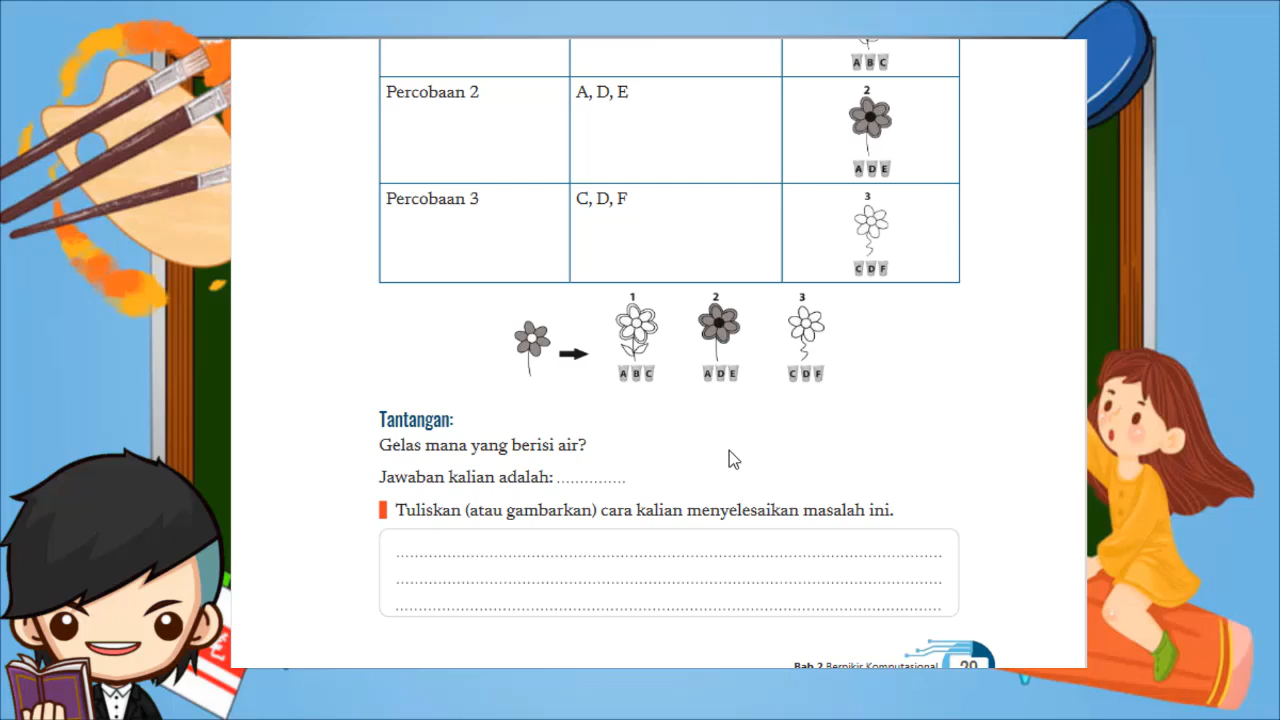 A B C
Percobaan 2
A, D, E
2
A D E
Percobaan 3
C, D, F
3
C D F
1 2 3
A B C A D E C D F
Tantangan:
Gelas mana yang berisi air?
Jawaban kalian adalah: ...............
Tuliskan (atau gambarkan) cara kalian menyelesaikan masalah ini.
Bab 2 Berpikir Komputasional 29